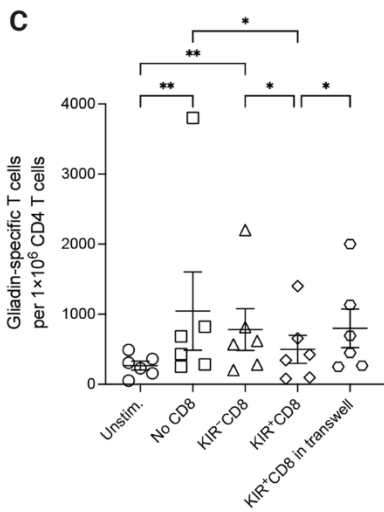 C
*
**
** * *
4000
3000
2000
1000
0
Gliadin-specific T cells
per 1×10⁶ CD4 T cells
Unstim.
No CD8
KIR⁻CD8
KIR⁺CD8
KIR⁺CD8 in transwell